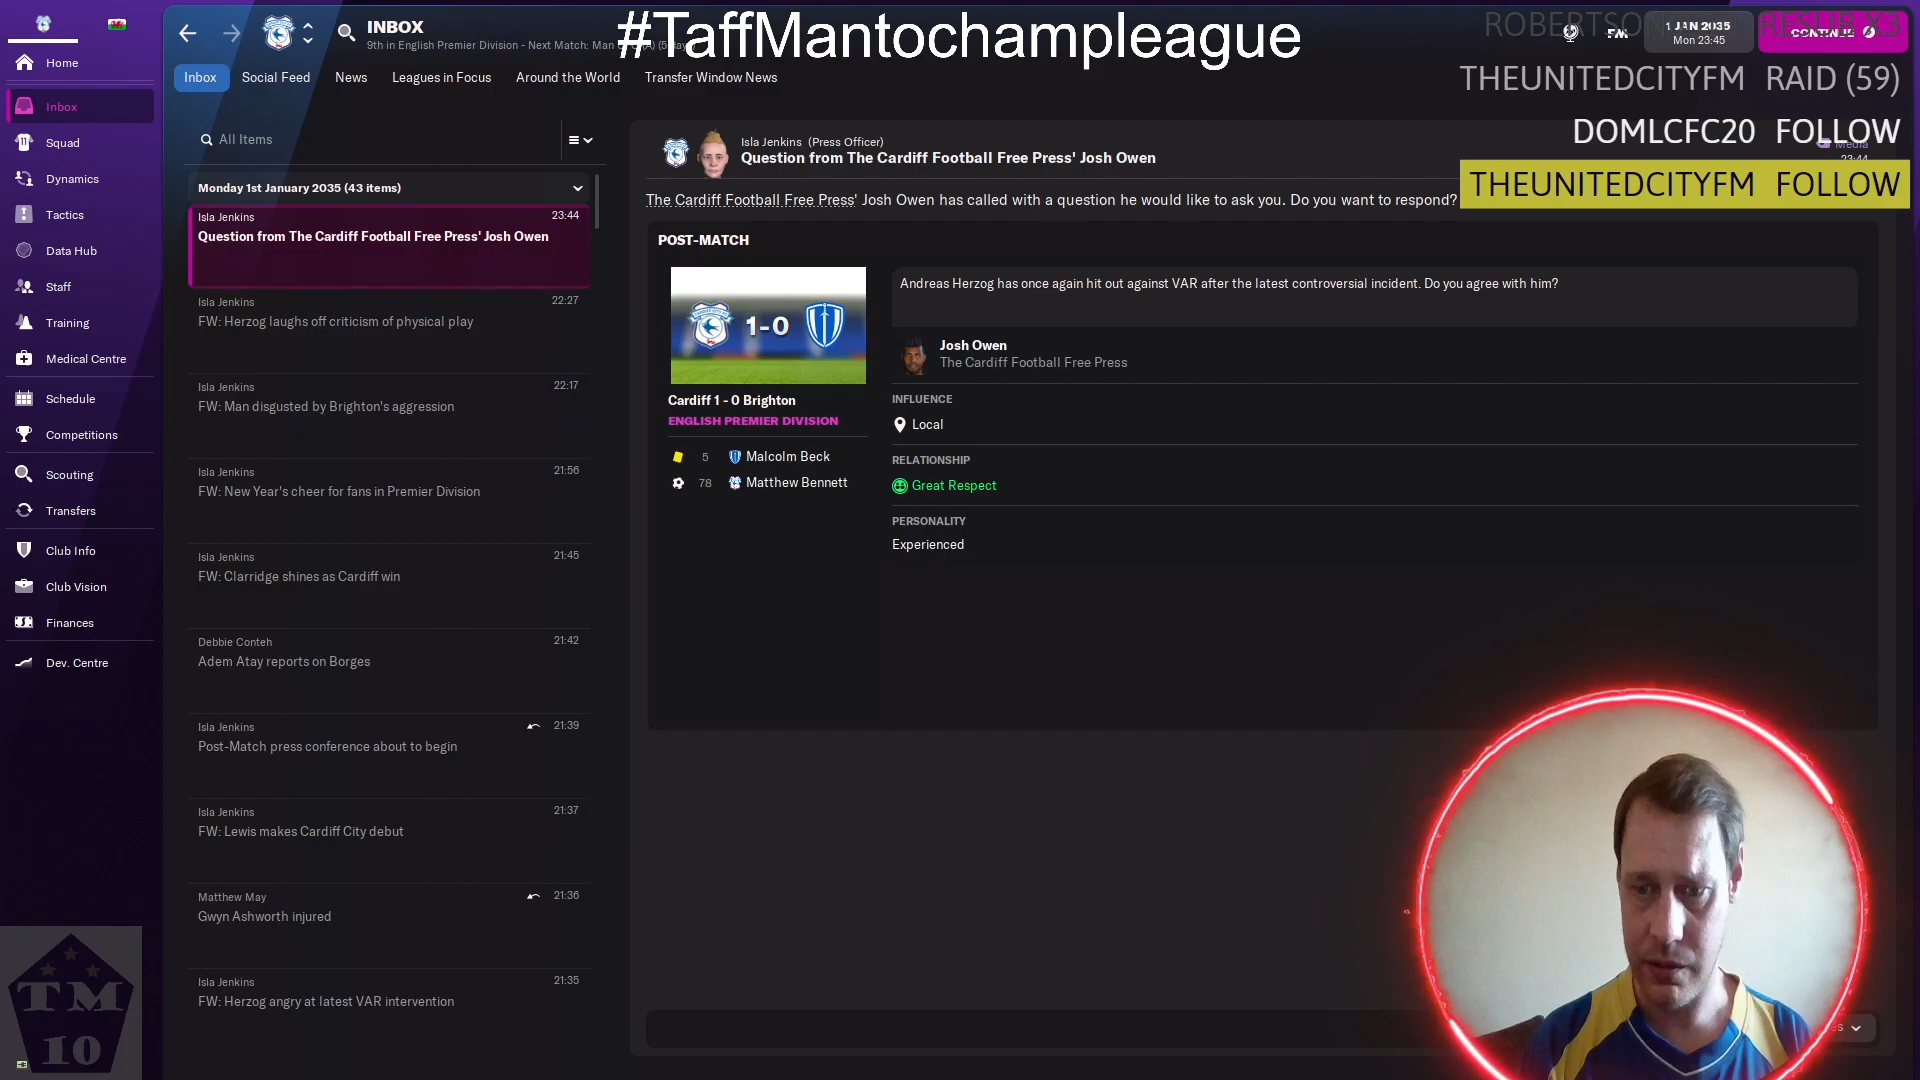 INBOX
9th in English Premier Division - Next Match: Man
#TaffMantochampleague
1 JAN 2035
Mon 23:45
CONTINUE
THEUNITEDCITYFM RAID (59)
DOMLCFC20 FOLLOW
THEUNITEDCITYFM FOLLOW
Home
Inbox
Squad
Dynamics
Tactics
Data Hub
Staff
Training
Medical Centre
Schedule
Competitions
Scouting
Transfers
Club Info
Club Vision
Finances
Dev. Centre
TM
10
Inbox
Social Feed
News
Leagues in Focus
Around the World
Transfer Window News
All Items
Monday 1st January 2035 (43 items)
Isla Jenkins 23:44
Question from The Cardiff Football Free Press' Josh Owen
Isla Jenkins 22:27
FW: Herzog laughs off criticism of physical play
Isla Jenkins 22:17
FW: Man disgusted by Brighton's aggression
Isla Jenkins 21:56
FW: New Year's cheer for fans in Premier Division
Isla Jenkins 21:45
FW: Clarridge shines as Cardiff win
Debbie Conteh 21:42
Adem Atay reports on Borges
Isla Jenkins 21:39
Post-Match press conference about to begin
Isla Jenkins 21:37
FW: Lewis makes Cardiff City debut
Matthew May 21:36
Gwyn Ashworth injured
Isla Jenkins 21:35
FW: Herzog angry at latest VAR intervention
Isla Jenkins (Press Officer)
Question from The Cardiff Football Free Press' Josh Owen
Media
23:44
The Cardiff Football Free Press' Josh Owen has called with a question he would like to ask you. Do you want to respond?
POST-MATCH
1-0
Cardiff 1 - 0 Brighton
ENGLISH PREMIER DIVISION
5 Malcolm Beck
78 Matthew Bennett
Andreas Herzog has once again hit out against VAR after the latest controversial incident. Do you agree with him?
Josh Owen
The Cardiff Football Free Press
INFLUENCE
Local
RELATIONSHIP
Great Respect
PERSONALITY
Experienced